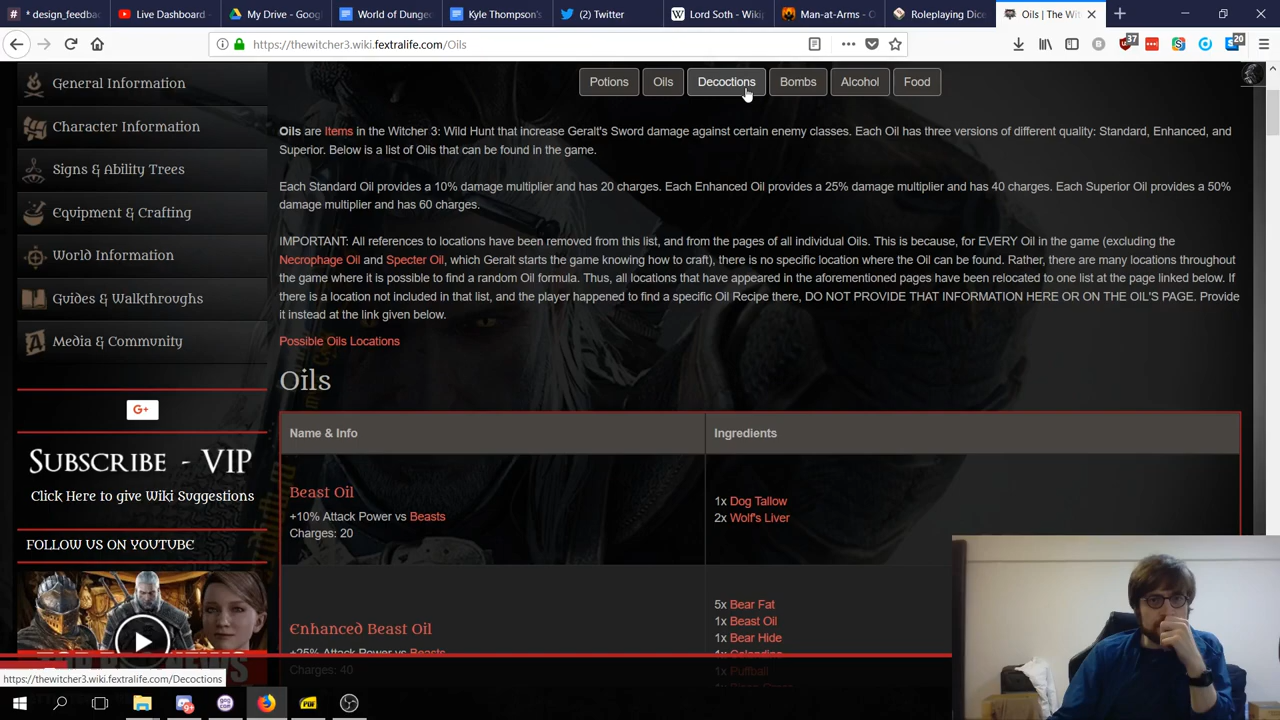 * design_feedba
Live Dashboard
My Drive - Goog
World of Dunge
Kyle Thompson's
(2) Twitter
Lord Soth - Wiki
Man-at-Arms - G
Roleplaying Dice
Oils | The Wit
https://thewitcher3.wiki.fextralife.com/Oils
37
20
General Information
Character Information
Signs & Ability Trees
Equipment & Crafting
World Information
Guides & Walkthroughs
Media & Community
G+
Subscribe - VIP
Click Here to give Wiki Suggestions
FOLLOW US ON YOUTUBE
Potions
Oils
Decoctions
Bombs
Alcohol
Food
Oils are Items in the Witcher 3: Wild Hunt that increase Geralt's Sword damage against certain enemy classes. Each Oil has three versions of different quality: Standard, Enhanced, and
Superior. Below is a list of Oils that can be found in the game.
Each Standard Oil provides a 10% damage multiplier and has 20 charges. Each Enhanced Oil provides a 25% damage multiplier and has 40 charges. Each Superior Oil provides a 50%
damage multiplier and has 60 charges.
IMPORTANT: All references to locations have been removed from this list, and from the pages of all individual Oils. This is because, for EVERY Oil in the game (excluding the
Necrophage Oil and Specter Oil, which Geralt starts the game knowing how to craft), there is no specific location where the Oil can be found. Rather, there are many locations throughout
the game where it is possible to find a random Oil formula. Thus, all locations that have appeared in the aforementioned pages have been relocated to one list at the page linked below. If
there is a location not included in that list, and the player happened to find a specific Oil Recipe there, DO NOT PROVIDE THAT INFORMATION HERE OR ON THE OIL'S PAGE. Provide
it instead at the link given below.
Possible Oils Locations
Oils
Name & Info
Ingredients
Beast Oil
+10% Attack Power vs Beasts
Charges: 20
1x Dog Tallow
2x Wolf's Liver
Enhanced Beast Oil
+25% Attack Power vs Beasts
Charges: 40
5x Bear Fat
1x Beast Oil
1x Bear Hide
1x Celandine
1x Puffball
https://thewitcher3.wiki.fextralife.com/Decoctions